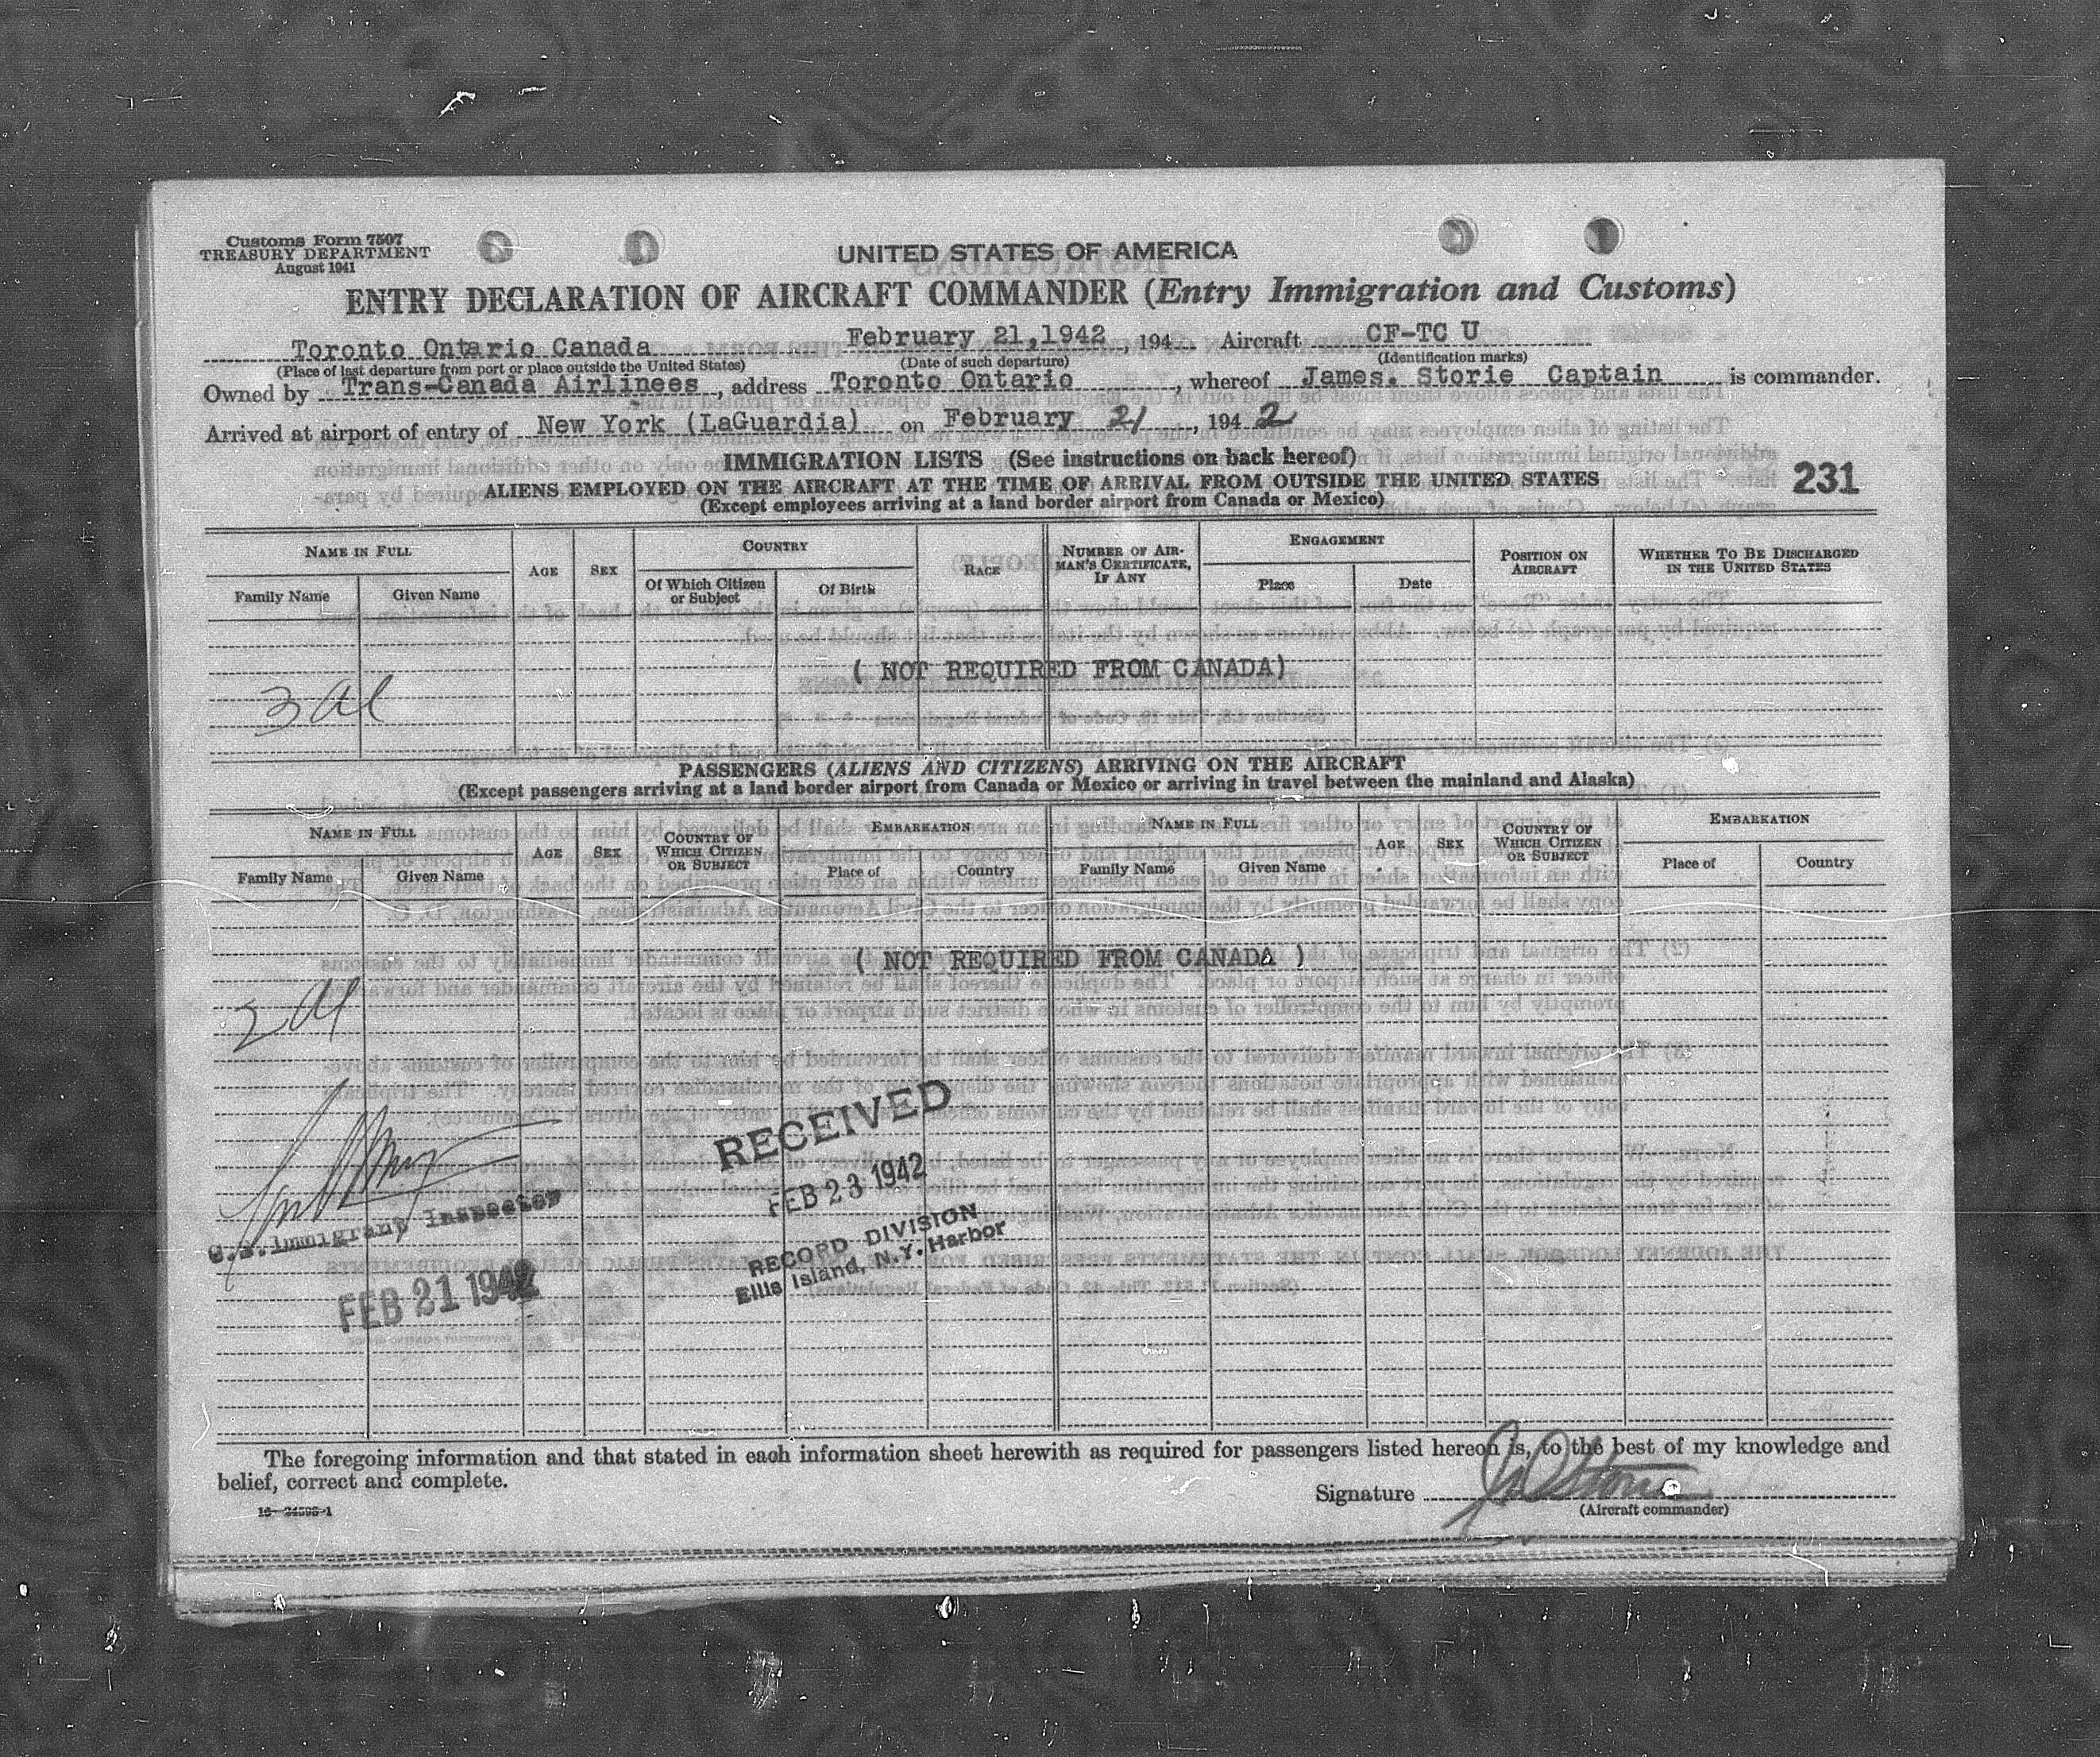 Customs Form 7507
TREASURY DEPARTMENT
August 1941
UNITED STATES OF AMERICA
ENTRY DECLARATION OF AIRCRAFT COMMANDER (Entry Immigration and Customs)
Toronto Ontario Canada February 21,1942, 194 Aircraft CF-TC U
(Place of last departure from port or place outside the United States) (Date of such departure) (Identification marks)
Owned by Trans-Canada Airlinees, address Toronto Ontario, whereof James. Storie Captain is commander.
Arrived at airport of entry of New York (LaGuardia) on February 21, 1942
IMMIGRATION LISTS (See instructions on back hereof)
231
ALIENS EMPLOYED ON THE AIRCRAFT AT THE TIME OF ARRIVAL FROM OUTSIDE THE UNITED STATES
(Except employees arriving at a land border airport from Canada or Mexico)
NAME IN FULL AGE SEX COUNTRY RACE NUMBER OF AIRMAN'S CERTIFICATE, IF ANY ENGAGEMENT POSITION ON AIRCRAFT WHETHER TO BE DISCHARGED IN THE UNITED STATES
Family Name Given Name Of Which Citizen or Subject Of Birth Place Date
( NOT REQUIRED FROM CANADA)
3 al
PASSENGERS (ALIENS AND CITIZENS) ARRIVING ON THE AIRCRAFT
(Except passengers arriving at a land border airport from Canada or Mexico or arriving in travel between the mainland and Alaska)
NAME IN FULL AGE SEX COUNTRY OF WHICH CITIZEN OR SUBJECT EMBARKATION NAME IN FULL AGE SEX COUNTRY OF WHICH CITIZEN OR SUBJECT EMBARKATION
Family Name Given Name Place of Country Family Name Given Name Place of Country
( NOT REQUIRED FROM CANADA )
2 al
RECEIVED
FEB 23 1942
RECORD DIVISION
Ellis Island, N.Y. Harbor
U.S. Immigrant Inspector
FEB 21 1942
The foregoing information and that stated in each information sheet herewith as required for passengers listed hereon is, to the best of my knowledge and
belief, correct and complete.
Signature J Storie
(Aircraft commander)
16—24598-1